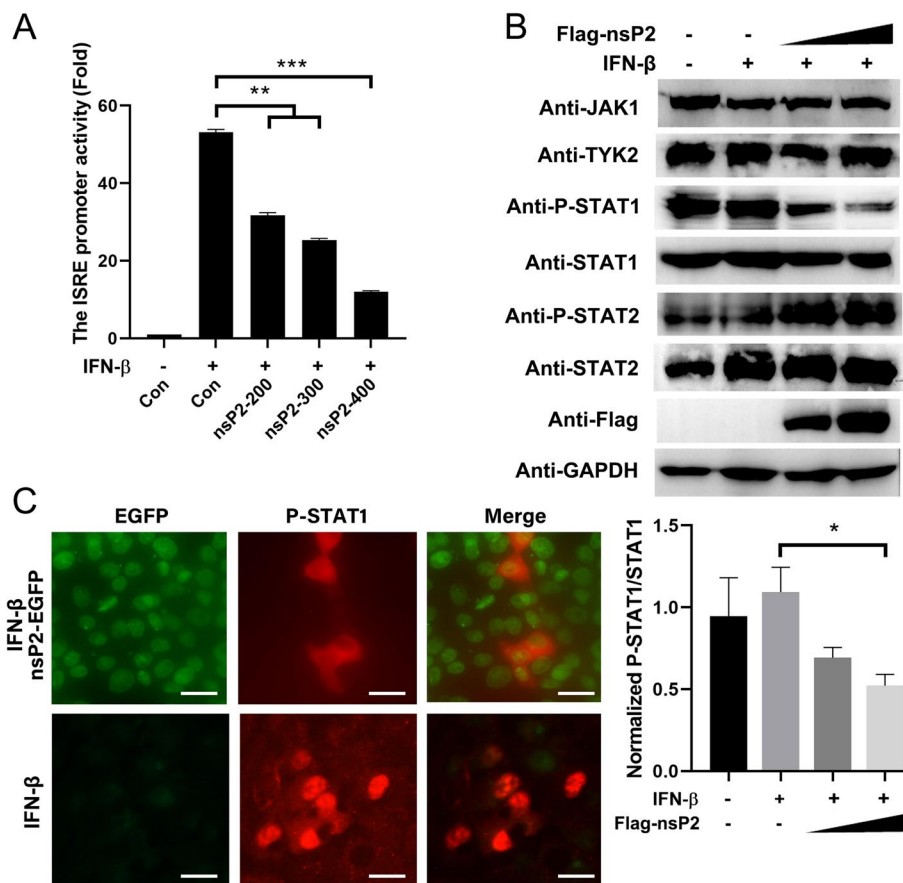 A
The ISRE promoter activity (Fold)
60
40
20
0
***
**
IFN-β - + + + +
Con Con nsP2-200 nsP2-300 nsP2-400
B
Flag-nsP2 - -
IFN-β - + + +
Anti-JAK1
Anti-TYK2
Anti-P-STAT1
Anti-STAT1
Anti-P-STAT2
Anti-STAT2
Anti-Flag
Anti-GAPDH
C
EGFP P-STAT1 Merge
IFN-β
nsP2-EGFP
IFN-β
Normalized P-STAT1/STAT1
1.5
1.0
0.5
0.0
*
IFN-β - + + +
Flag-nsP2 - -